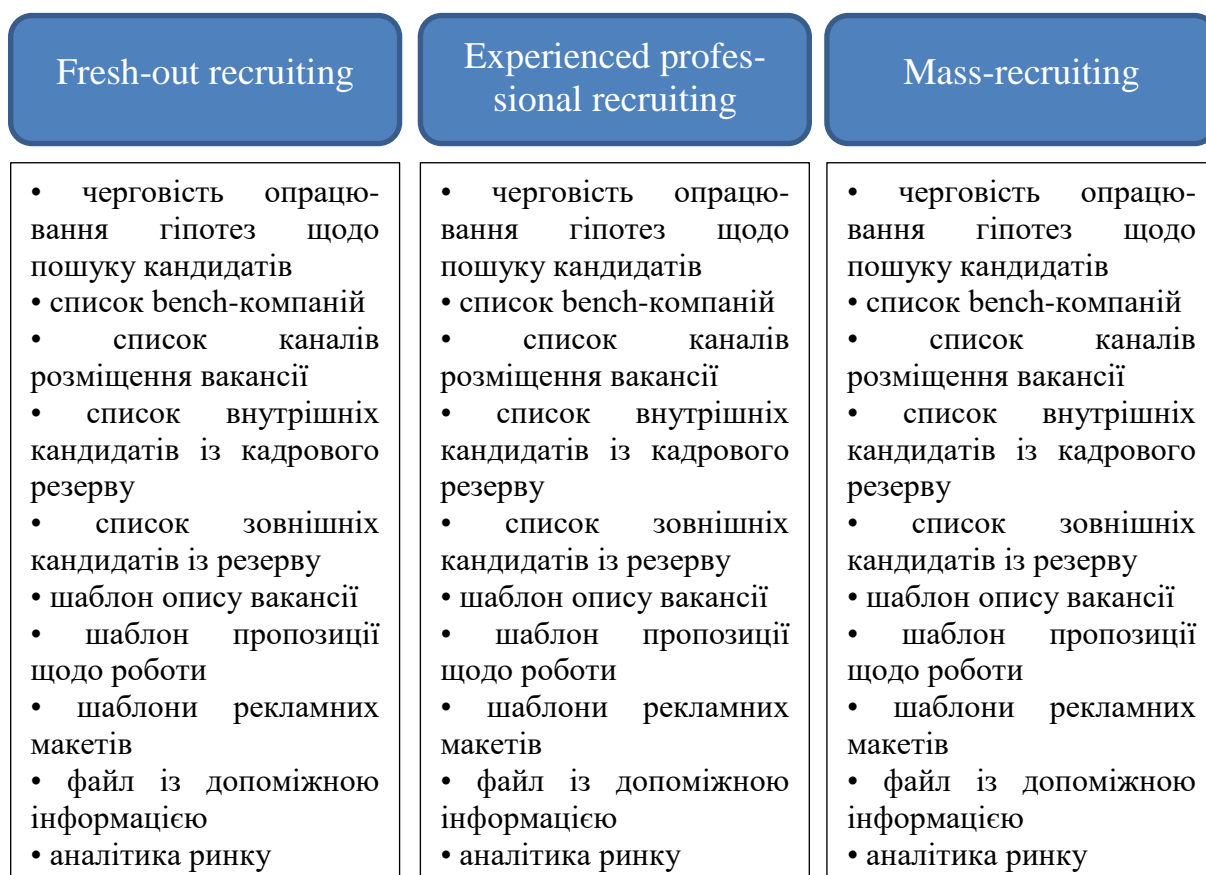 Fresh-out recruiting
Experienced profes-
sional recruiting
Mass-recruiting
• черговість опрацю-
вання гіпотез щодо
пошуку кандидатів
• список bench-компаній
• список каналів
розміщення вакансії
• список внутрішніх
кандидатів із кадрового
резерву
• список зовнішніх
кандидатів із резерву
• шаблон опису вакансії
• шаблон пропозиції
щодо роботи
• шаблони рекламних
макетів
• файл із допоміжною
інформацією
• аналітика ринку
• черговість опрацю-
вання гіпотез щодо
пошуку кандидатів
• список bench-компаній
• список каналів
розміщення вакансії
• список внутрішніх
кандидатів із кадрового
резерву
• список зовнішніх
кандидатів із резерву
• шаблон опису вакансії
• шаблон пропозиції
щодо роботи
• шаблони рекламних
макетів
• файл із допоміжною
інформацією
• аналітика ринку
• черговість опрацю-
вання гіпотез щодо
пошуку кандидатів
• список bench-компаній
• список каналів
розміщення вакансії
• список внутрішніх
кандидатів із кадрового
резерву
• список зовнішніх
кандидатів із резерву
• шаблон опису вакансії
• шаблон пропозиції
щодо роботи
• шаблони рекламних
макетів
• файл із допоміжною
інформацією
• аналітика ринку